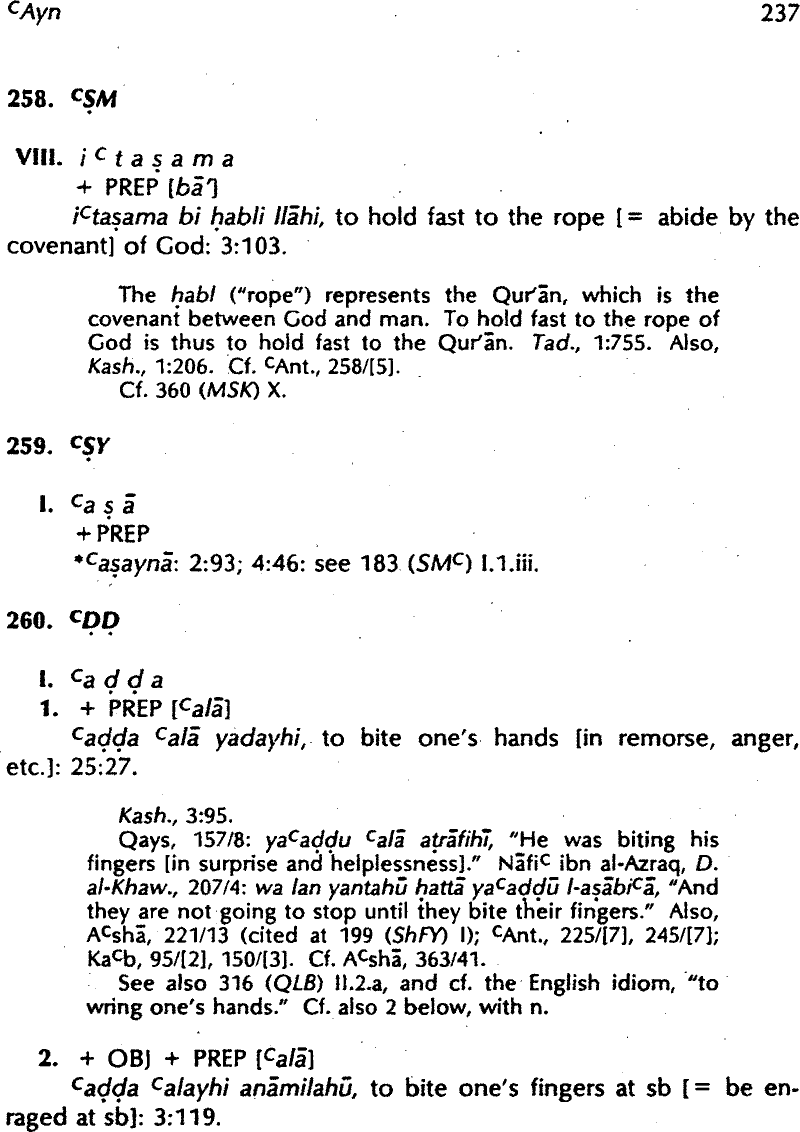 ᶜAyn 237
258. ᶜṢM
VIII. i ᶜ t a ṣ a m a
+ PREP [bāʾ]
iᶜtaṣama bi ḥabli llāhi, to hold fast to the rope [= abide by the
covenant] of God: 3:103.
The ḥabl (“rope”) represents the Qurʾān, which is the
covenant between God and man. To hold fast to the rope of
God is thus to hold fast to the Qurʾān. Tad., 1:755. Also,
Kash., 1:206. Cf. ᶜAnt., 258/[5].
Cf. 360 (MSK) X.
259. ᶜṢY
I. ᶜa ṣ ā
+ PREP
*ᶜaṣaynā: 2:93; 4:46: see 183 (SMᶜ) I.1.iii.
260. ᶜḌḌ
I. ᶜa ḍ ḍ a
1. + PREP [ᶜalā]
ᶜaḍḍa ᶜalā yadayhi, to bite one's hands [in remorse, anger,
etc.]: 25:27.
Kash., 3:95.
Qays, 157/8: yaᶜaḍḍu ᶜalā aṭrāfihī, “He was biting his
fingers [in surprise and helplessness].” Nāfiᶜ ibn al-Azraq, D.
al-Khaw., 207/4: wa lan yantahū ḥattā yaᶜaḍḍū l-aṣābiᶜā, “And
they are not going to stop until they bite their fingers.” Also,
Aᶜshā, 221/13 (cited at 199 (ShFY) I); ᶜAnt., 225/[7], 245/[7];
Kaᶜb, 95/[2], 150/[3]. Cf. Aᶜshā, 363/41.
See also 316 (QLB) II.2.a, and cf. the English idiom, “to
wring one's hands.” Cf. also 2 below, with n.
2. + OBJ + PREP [ᶜalā]
ᶜaḍḍa ᶜalayhi anāmilahū, to bite one's fingers at sb [= be en-
raged at sb]: 3:119.